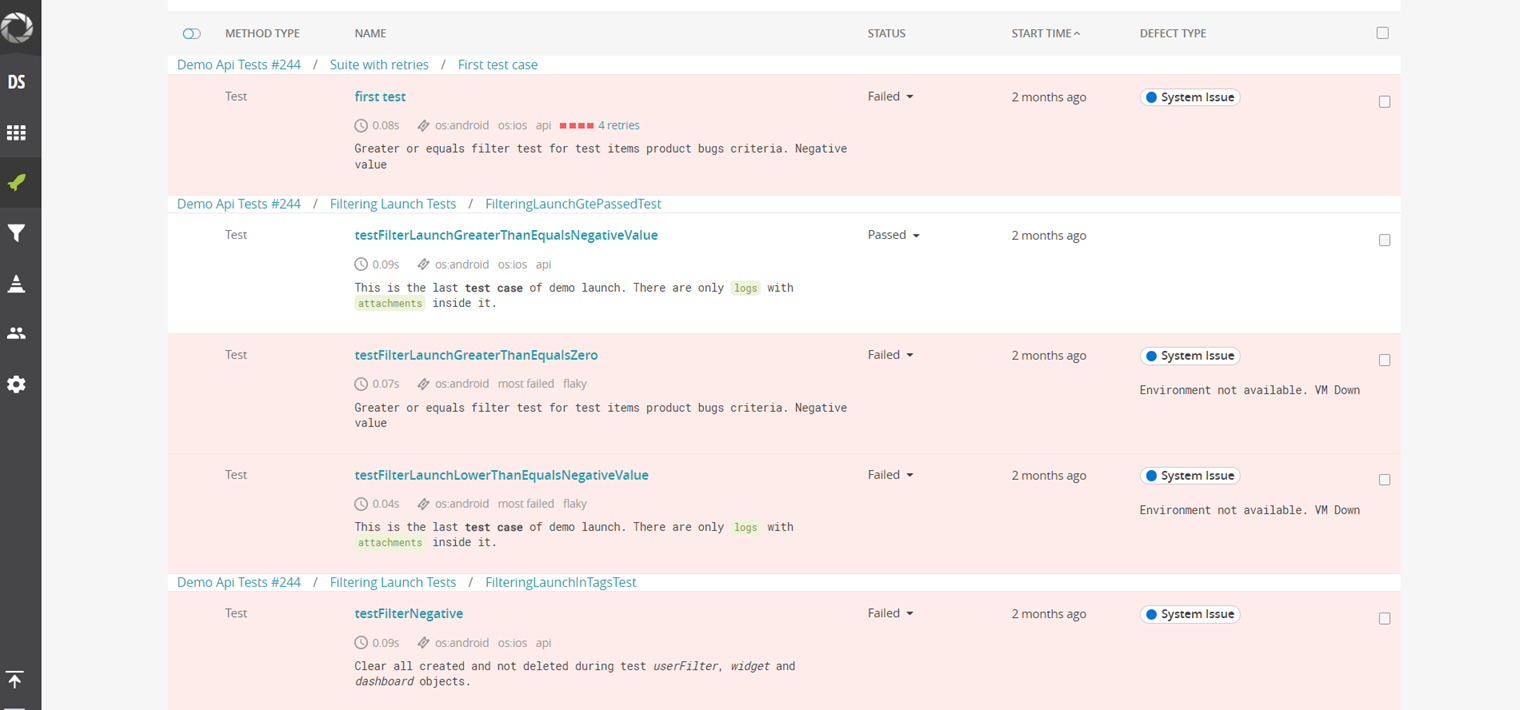 DS
METHOD TYPE NAME STATUS START TIME DEFECT TYPE
Demo Api Tests #244 / Suite with retries / First test case
Test first test Failed 2 months ago System Issue
0.08s os:android os:ios api 4 retries
Greater or equals filter test for test items product bugs criteria. Negative
value
Demo Api Tests #244 / Filtering Launch Tests / FilteringLaunchGtePassedTest
Test testFilterLaunchGreaterThanEqualsNegativeValue Passed 2 months ago
0.09s os:android os:ios api
This is the last test case of demo launch. There are only logs with
attachments inside it.
Test testFilterLaunchGreaterThanEqualsZero Failed 2 months ago System Issue
0.07s os:android most failed flaky Environment not available. VM Down
Greater or equals filter test for test items product bugs criteria. Negative
value
Test testFilterLaunchLowerThanEqualsNegativeValue Failed 2 months ago System Issue
0.04s os:android most failed flaky Environment not available. VM Down
This is the last test case of demo launch. There are only logs with
attachments inside it.
Demo Api Tests #244 / Filtering Launch Tests / FilteringLaunchInTagsTest
Test testFilterNegative Failed 2 months ago System Issue
0.09s os:android os:ios api
Clear all created and not deleted during test userFilter, widget and
dashboard objects.